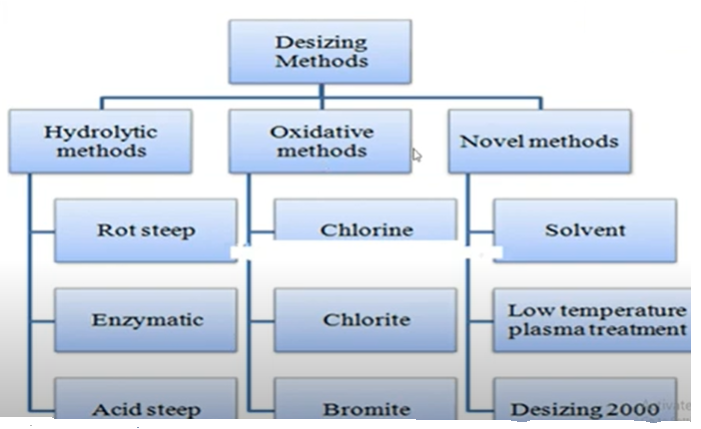 Desizing
Methods
Hydrolytic
methods
Oxidative
methods
Novel methods
Rot steep
Chlorine
Solvent
Enzymatic
Chlorite
Low temperature
plasma treatment
Acid steep
Bromite
Desizing 2000
Activate